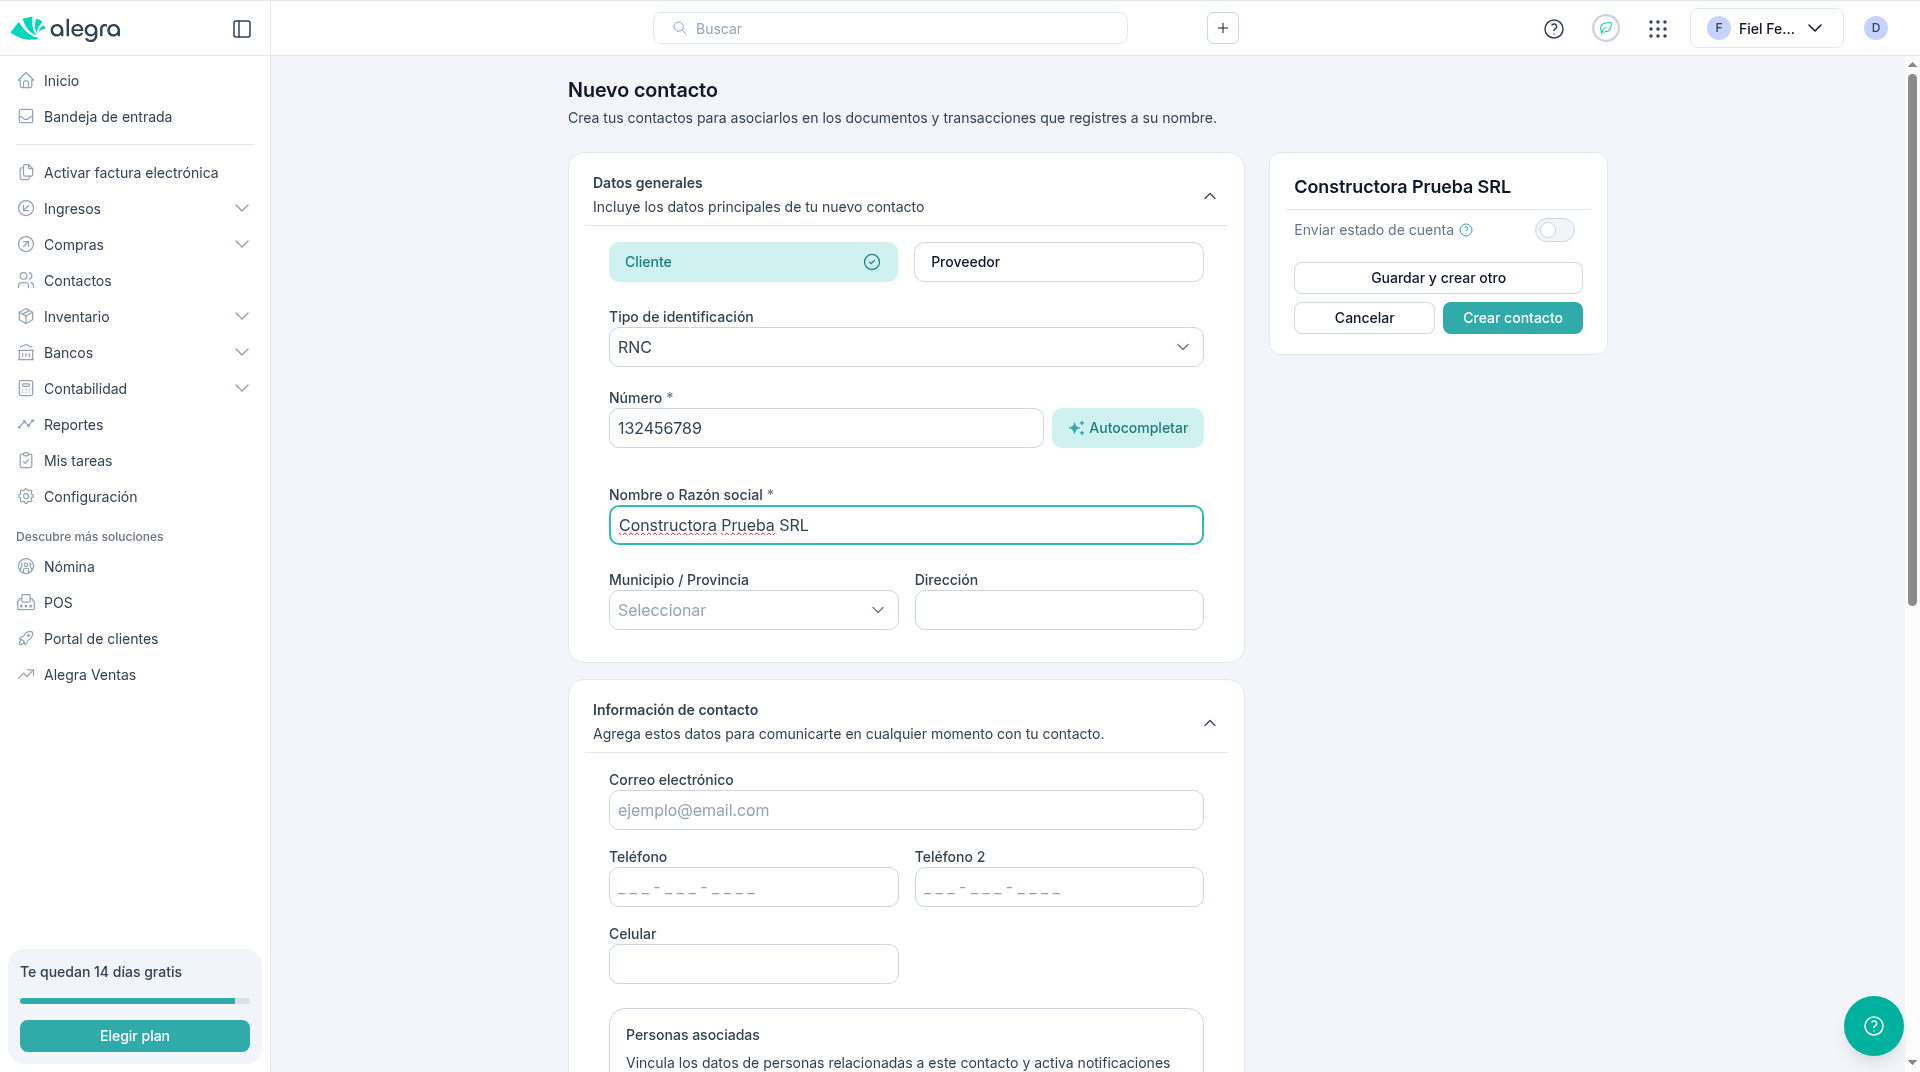 alegra
Buscar
F
Fiel Fe...
D
Inicio
Bandeja de entrada
Activar factura electrónica
Ingresos
Compras
Contactos
Inventario
Bancos
Contabilidad
Reportes
Mis tareas
Configuración
Descubre más soluciones
Nómina
POS
Portal de clientes
Alegra Ventas
Te quedan 14 días gratis
Elegir plan
Nuevo contacto
Crea tus contactos para asociarlos en los documentos y transacciones que registres a su nombre.
Datos generales
Incluye los datos principales de tu nuevo contacto
Cliente
Proveedor
Tipo de identificación
RNC
Número *
132456789
Autocompletar
Nombre o Razón social *
Constructora Prueba SRL
Municipio / Provincia
Dirección
Seleccionar
Información de contacto
Agrega estos datos para comunicarte en cualquier momento con tu contacto.
Correo electrónico
ejemplo@email.com
Teléfono
Teléfono 2
_ _ _ - _ _ _ - _ _ _ _
_ _ _ - _ _ _ - _ _ _ _
Celular
Personas asociadas
Vincula los datos de personas relacionadas a este contacto y activa notificaciones
Constructora Prueba SRL
Enviar estado de cuenta
Guardar y crear otro
Cancelar
Crear contacto